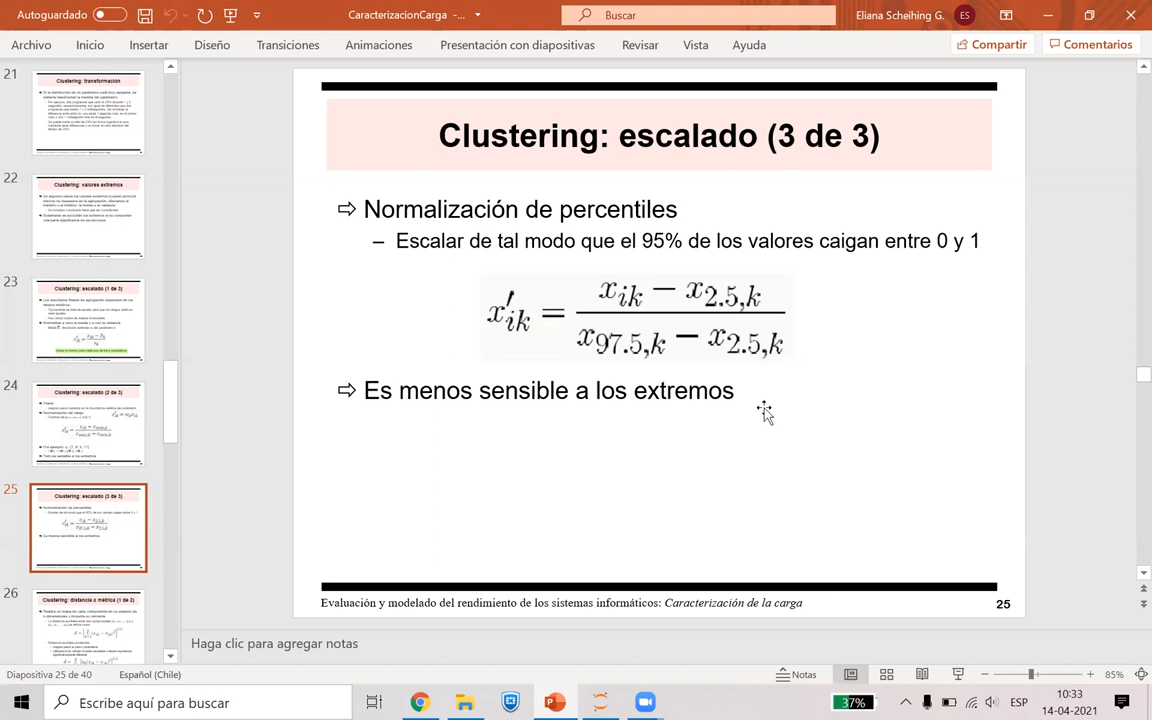 Autoguardado
CaracterizacionCarga -...
Buscar
Eliana Scheihing G.
ES
Archivo
Inicio
Insertar
Diseño
Transiciones
Animaciones
Presentación con diapositivas
Revisar
Vista
Ayuda
Compartir
Comentarios
21
Clustering: transformación
22
Clustering: valores extremos
23
Clustering: escalado (1 de 3)
24
Clustering: escalado (2 de 3)
25
Clustering: escalado (3 de 3)
26
Clustering: distancia o métrica (1 de 2)
Clustering: escalado (3 de 3)
⇨ Normalización de percentiles
– Escalar de tal modo que el 95% de los valores caigan entre 0 y 1
x′ik = (xik − x2.5,k) / (x97.5,k − x2.5,k)
⇨ Es menos sensible a los extremos
Evaluación y modelado del rendimiento de los sistemas informáticos: Caracterización de la carga
25
Haga clic para agregar notas
Diapositiva 25 de 40
Español (Chile)
Notas
85%
Escribe aquí para buscar
37%
ESP
10:33
14-04-2021